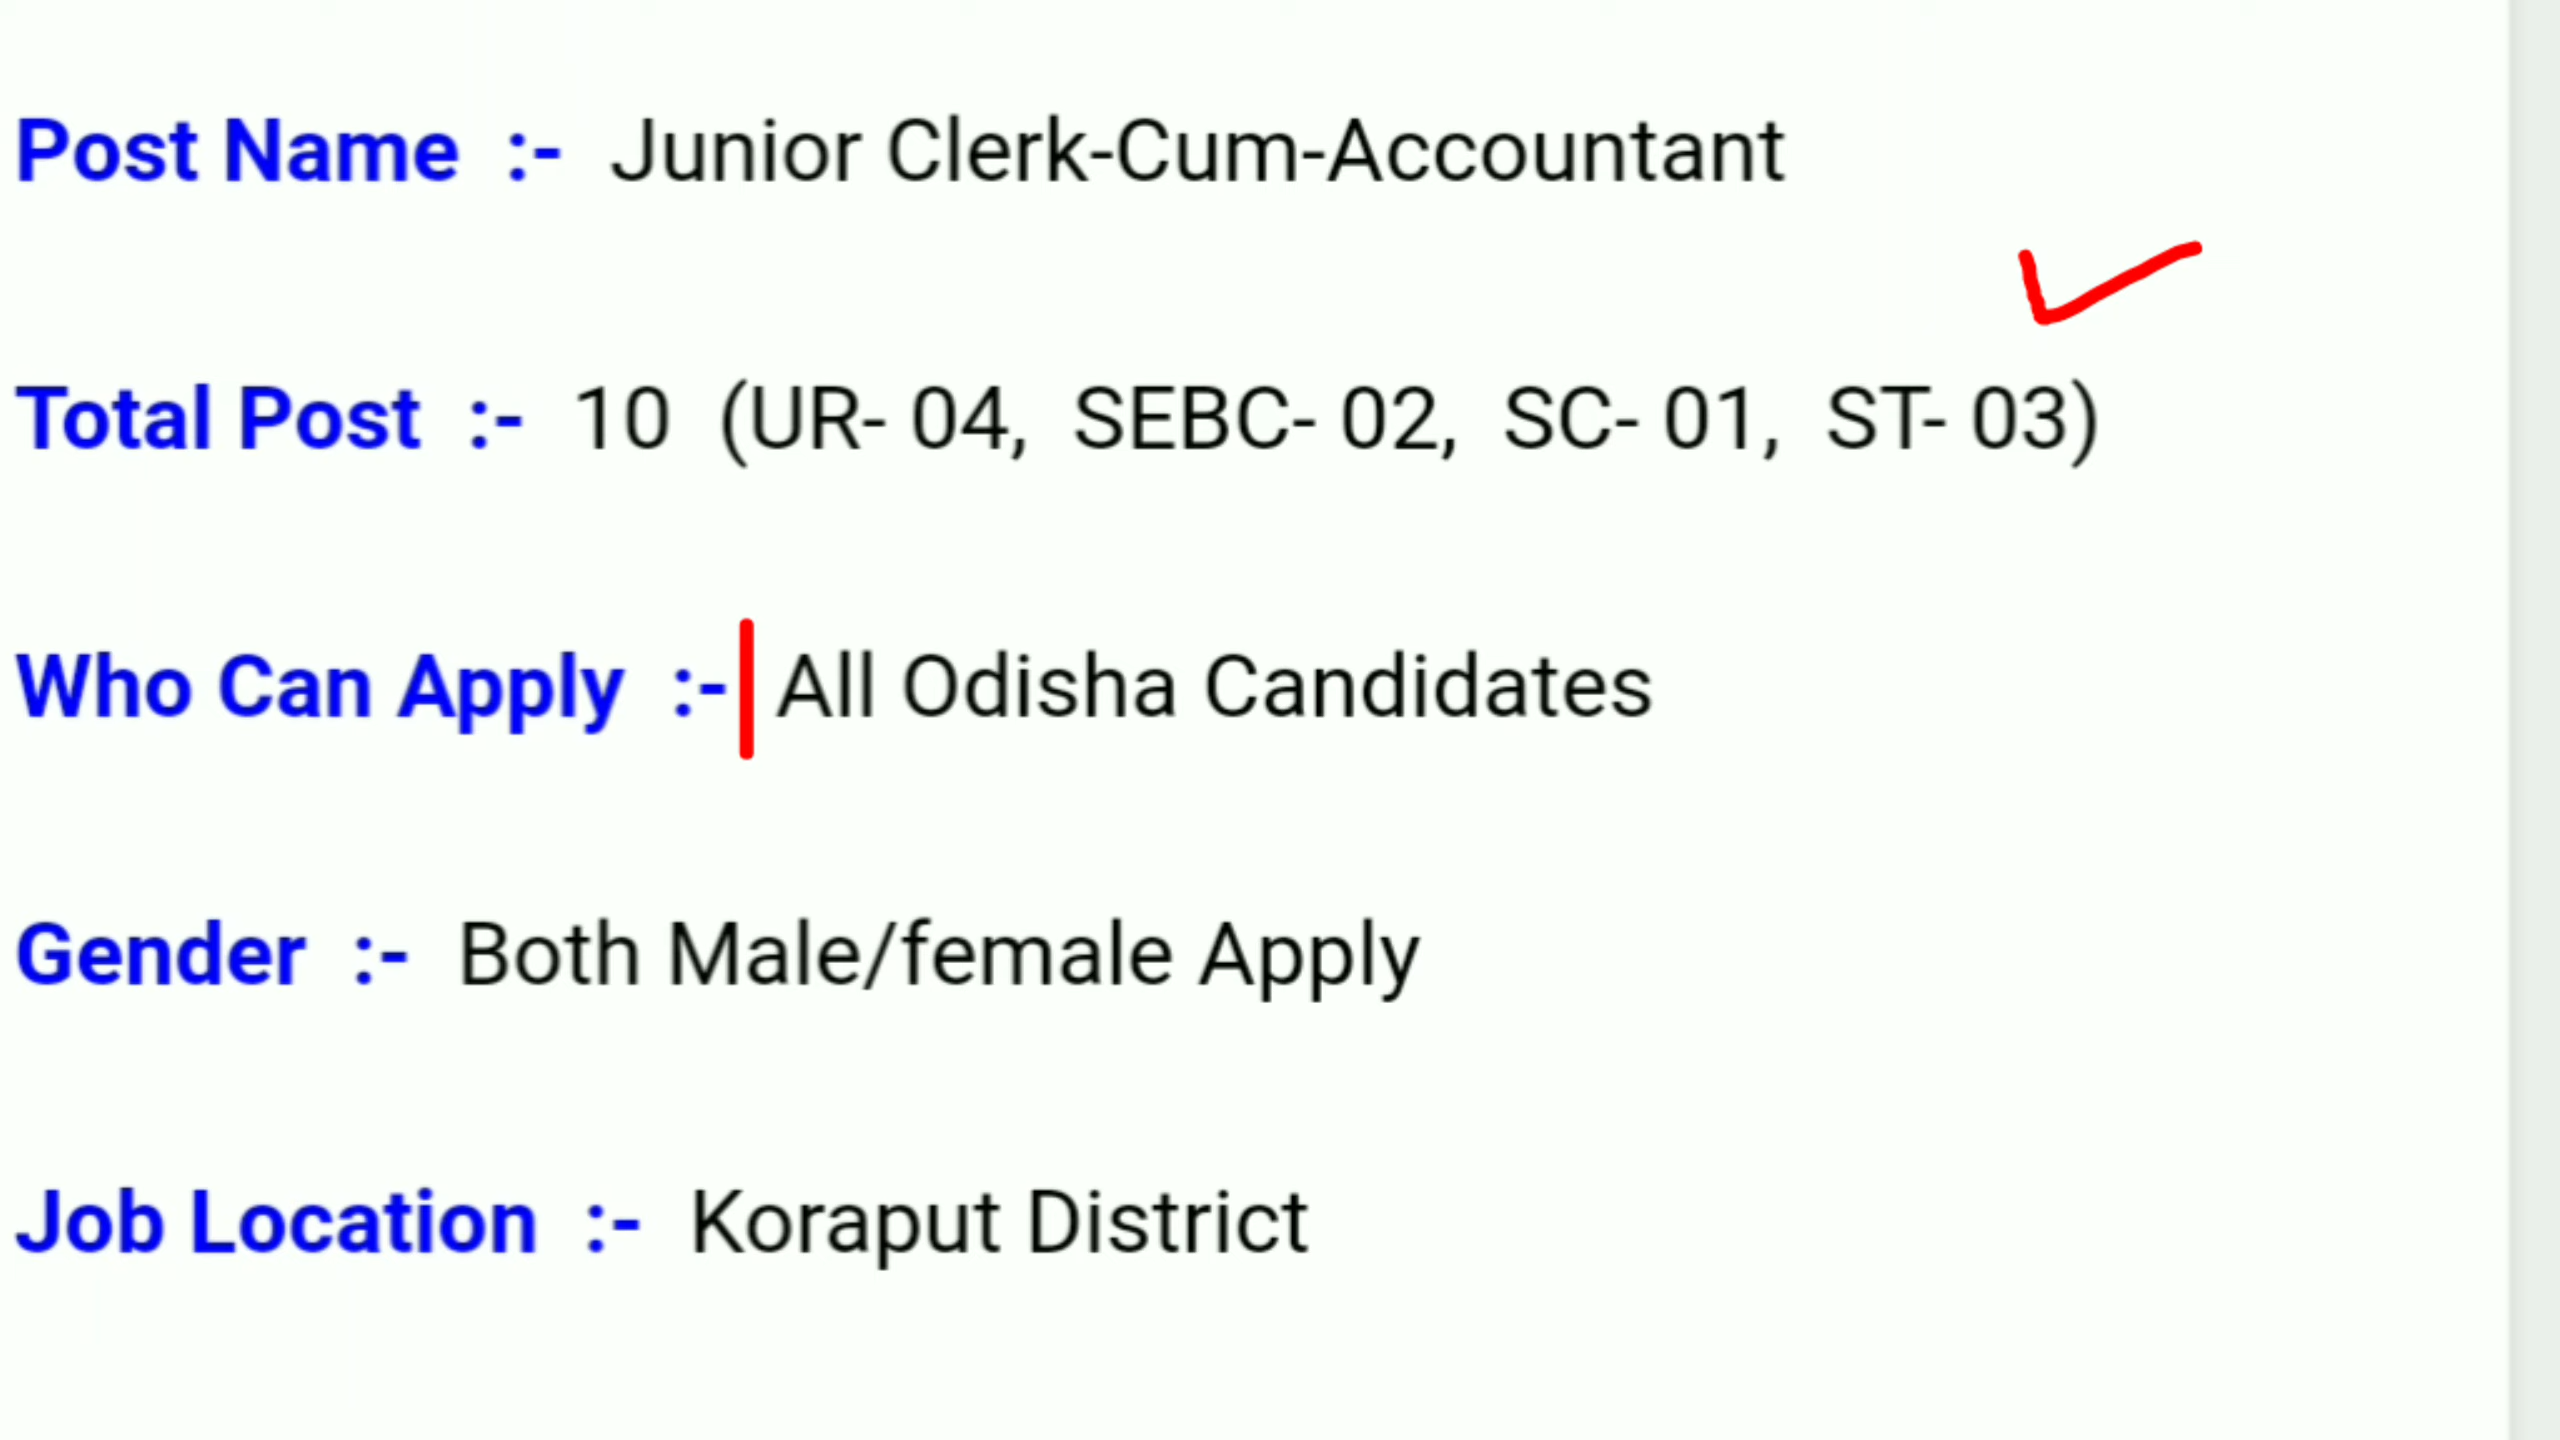 Post Name :- Junior Clerk-Cum-Accountant
Total Post :- 10 (UR- 04, SEBC- 02, SC- 01, ST- 03)
Who Can Apply :- All Odisha Candidates
Gender :- Both Male/female Apply
Job Location :- Koraput District